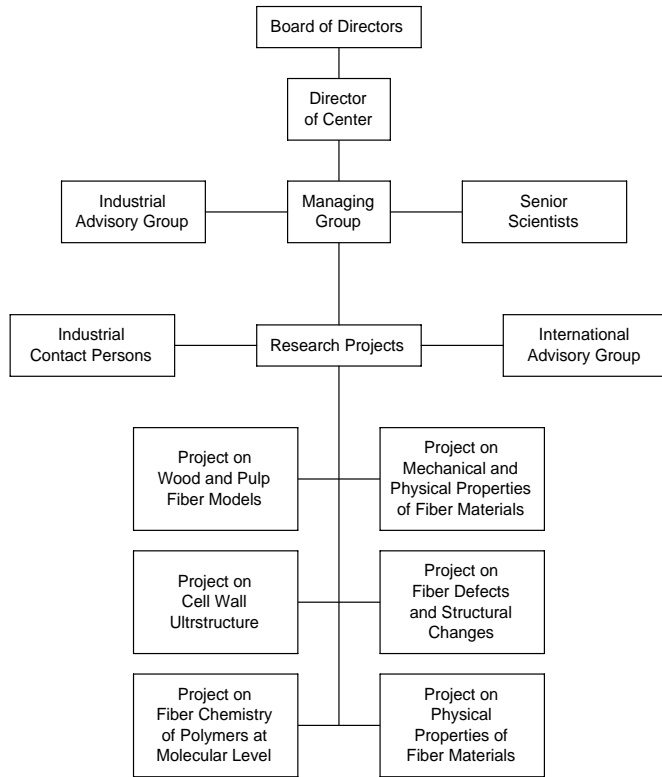 Board of Directors
Director
of Center
Industrial
Advisory Group
Managing
Group
Senior
Scientists
Industrial
Contact Persons
Research Projects
International
Advisory Group
Project on
Wood and Pulp
Fiber Models
Project on
Mechanical and
Physical Properties
of Fiber Materials
Project on
Cell Wall
Ultrstructure
Project on
Fiber Defects
and Structural
Changes
Project on
Fiber Chemistry
of Polymers at
Molecular Level
Project on
Physical
Properties of
Fiber Materials